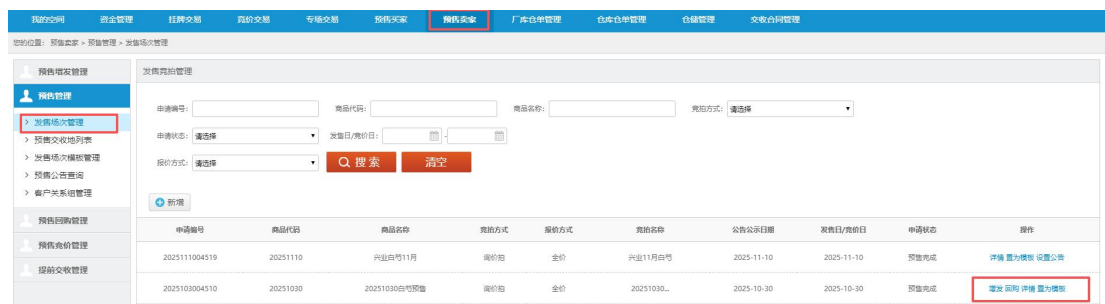 我的空间 资金管理 挂牌交易 竞价交易 专场交易 预售买家 预售卖家 厂库仓单管理 仓库仓单管理 仓储管理 交收合同管理
您的位置： 预售卖家 > 预售管理 > 发售场次管理
预售增发管理
预售管理
> 发售场次管理
> 预售交收地列表
> 发售场次模板管理
> 预售公告查询
> 客户关系组管理
预售回购管理
预售竞价管理
提前交收管理
发售竞拍管理
申请编号： 商品代码： 商品名称： 竞拍方式： 请选择
申请状态： 请选择 发售日/竞价日： -
报价方式： 请选择 搜索 清空
新增
申请编号 商品代码 商品名称 竞拍方式 报价方式 竞拍名称 公告公示日期 发售日/竞价日 申请状态 操作
2025111004519 20251110 兴业白芍11月 询价拍 全价 兴业11月白芍 2025-11-10 2025-11-10 预售完成 详情 置为模板 设置公告
2025103004510 20251030 20251030白芍预售 询价拍 全价 20251030... 2025-10-30 2025-10-30 预售完成 增发 回购 详情 置为模板